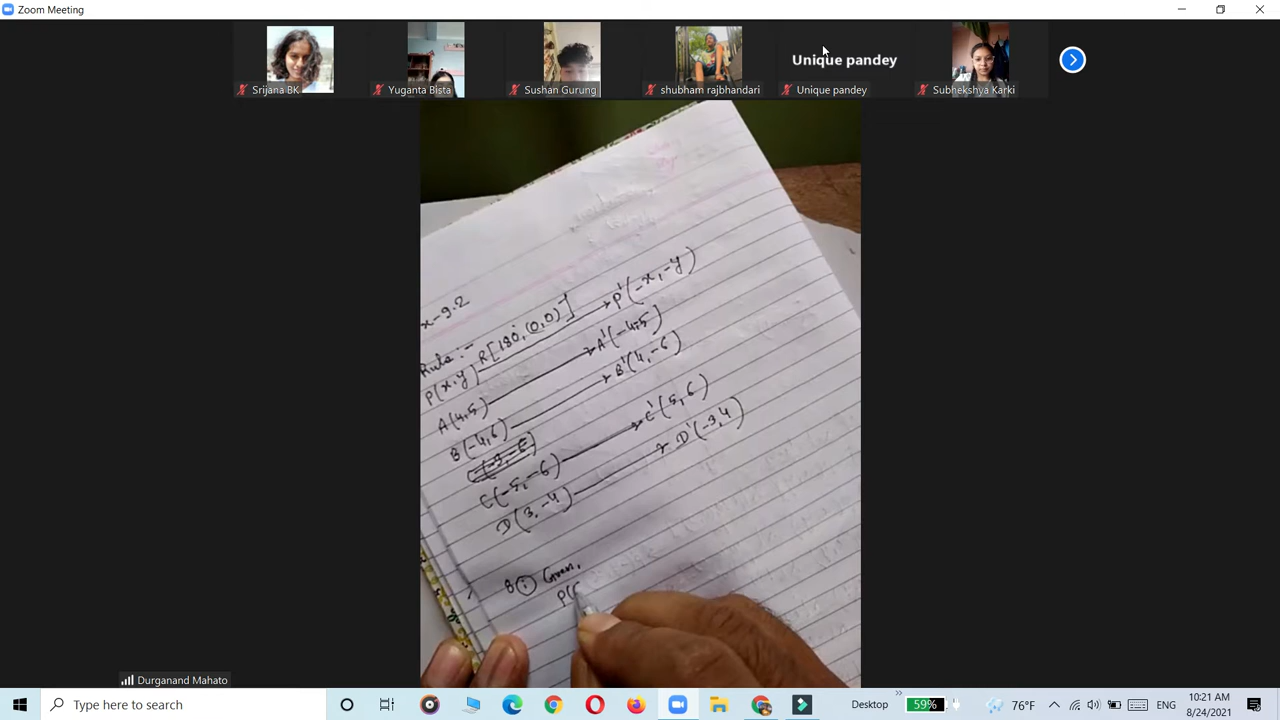 Zoom Meeting
Unique pandey
Srijana BK
Yuganta Bista
Sushan Gurung
shubham rajbhandari
Unique pandey
Subhekshya Karki
x-9.2
Rule:-
P(x,y) R[180°,(0,0)] → P'(-x,-y)
A(4,5) → A'(-4,-5)
B(-4,6) → B'(4,-6)
C(-5,-6) → C'(5,6)
D(3,-4) → D'(-3,4)
8 (i) Given,
P(
Durganand Mahato
Type here to search
Desktop
59%
76°F
ENG
10:21 AM
8/24/2021